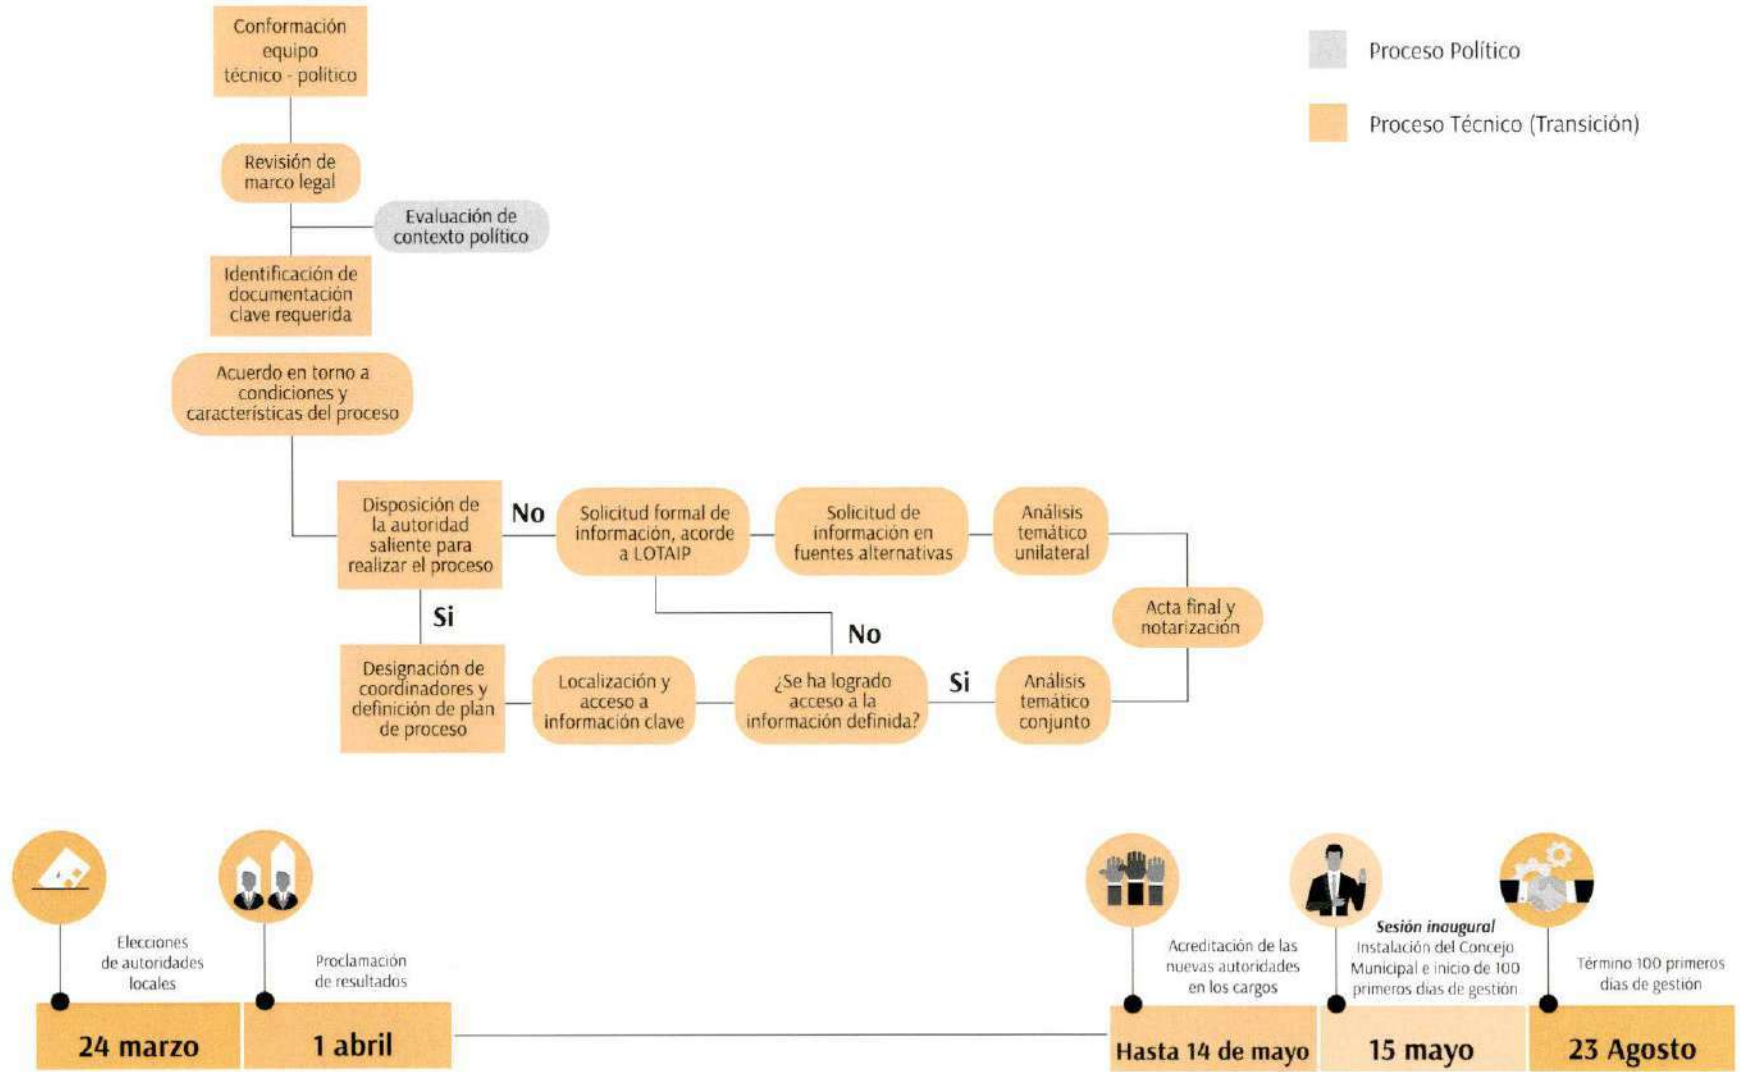 Conformación
equipo
técnico - político
Proceso Político
Proceso Técnico (Transición)
Revisión de
marco legal
Evaluación de
contexto político
Identificación de
documentación
clave requerida
Acuerdo en torno a
condiciones y
características del proceso
Disposición de
la autoridad
saliente para
realizar el proceso
No
Solicitud formal de
información, acorde
a LOTAIP
Solicitud de
información en
fuentes alternativas
Análisis
temático
unilateral
Si
No
Acta final y
notarización
Designación de
coordinadores y
definición de plan
de proceso
Localización y
acceso a
información clave
¿Se ha logrado
acceso a la
información definida?
Si
Análisis
temático
conjunto
Elecciones
de autoridades
locales
Proclamación
de resultados
Acreditación de las
nuevas autoridades
en los cargos
Sesión inaugural
Instalación del Concejo
Municipal e inicio de 100
primeros dias de gestión
Término 100 primeros
dias de gestión
24 marzo
1 abril
Hasta 14 de mayo
15 mayo
23 Agosto